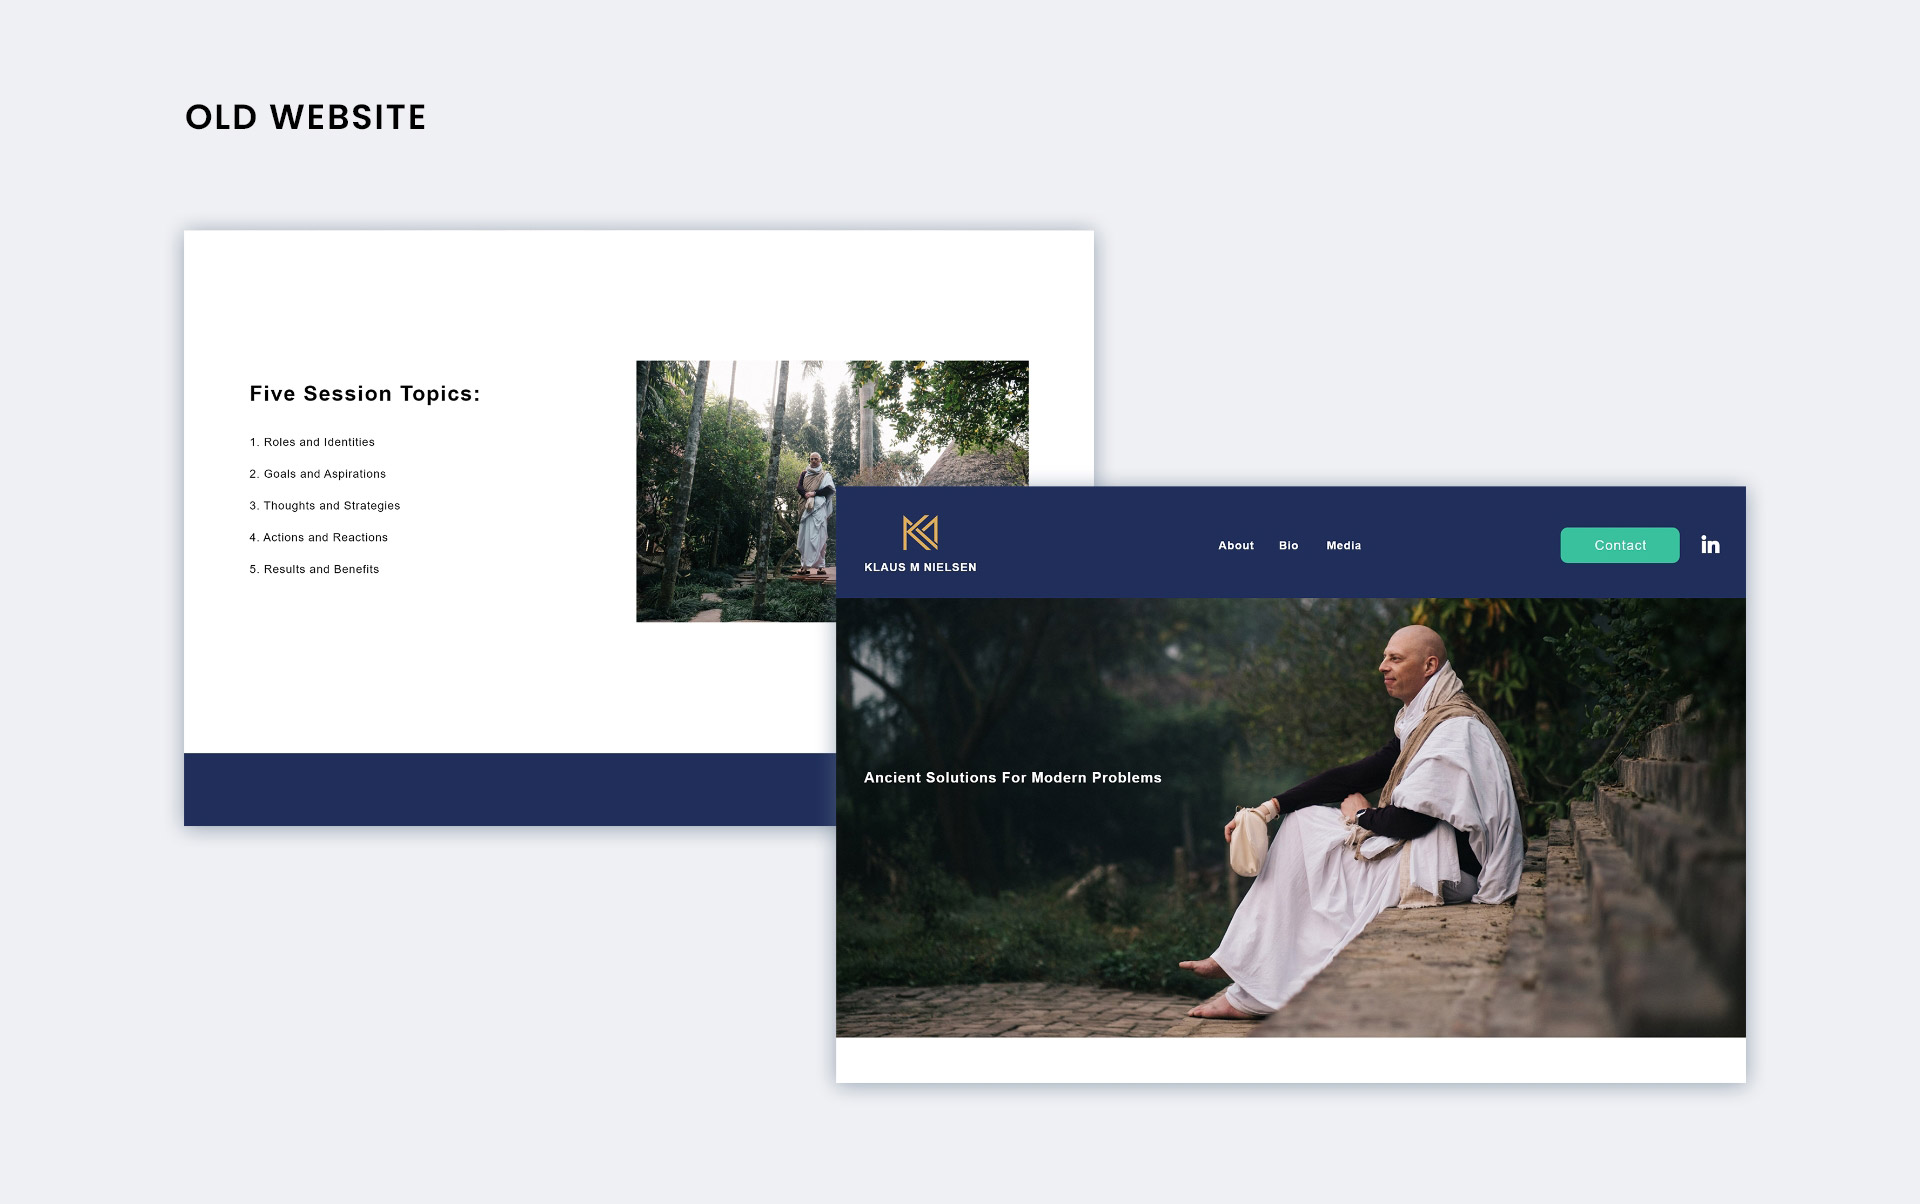 OLD WEBSITE
Five Session Topics:
1. Roles and Identities
2. Goals and Aspirations
3. Thoughts and Strategies
4. Actions and Reactions
5. Results and Benefits
KLAUS M NIELSEN
About Bio Media
Contact
in
Ancient Solutions For Modern Problems